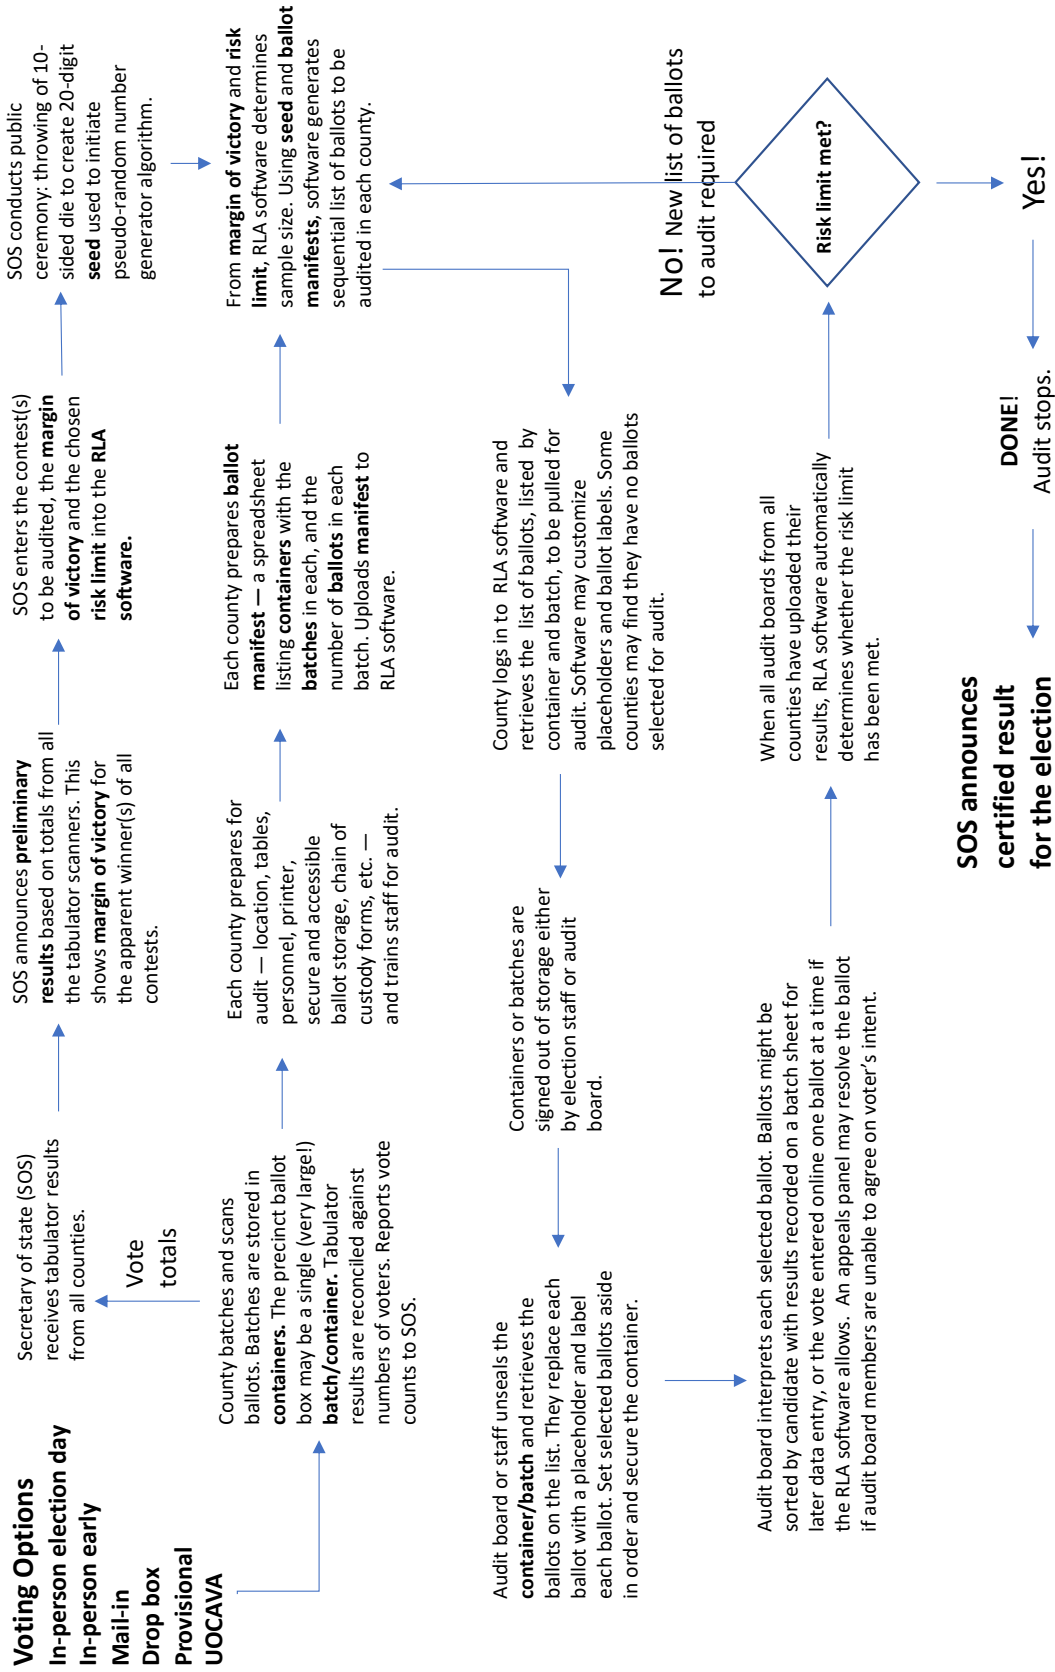 Voting Options
In-person election day
In-person early
Mail-in
Drop box
Provisional
UOCAVA
Secretary of state (SOS)
receives tabulator results
from all counties.
Vote
totals
County batches and scans
ballots. Batches are stored in
containers. The precinct ballot
box may be a single (very large!)
batch/container. Tabulator
results are reconciled against
numbers of voters. Reports vote
counts to SOS.
SOS announces preliminary
results based on totals from all
the tabulator scanners. This
shows margin of victory for
the apparent winner(s) of all
contests.
SOS enters the contest(s)
to be audited, the margin
of victory and the chosen
risk limit into the RLA
software.
SOS conducts public
ceremony: throwing of 10-
sided die to create 20-digit
seed used to initiate
pseudo-random number
generator algorithm.
Each county prepares for
audit — location, tables,
personnel, printer,
secure and accessible
ballot storage, chain of
custody forms, etc. —
and trains staff for audit.
Each county prepares ballot
manifest — a spreadsheet
listing containers with the
batches in each, and the
number of ballots in each
batch. Uploads manifest to
RLA software.
From margin of victory and risk
limit, RLA software determines
sample size. Using seed and ballot
manifests, software generates
sequential list of ballots to be
audited in each county.
County logs in to RLA software and
retrieves the list of ballots, listed by
container and batch, to be pulled for
audit. Software may customize
placeholders and ballot labels. Some
counties may find they have no ballots
selected for audit.
Containers or batches are
signed out of storage either
by election staff or audit
board.
Audit board or staff unseals the
container/batch and retrieves the
ballots on the list. They replace each
ballot with a placeholder and label
each ballot. Set selected ballots aside
in order and secure the container.
Audit board interprets each selected ballot. Ballots might be
sorted by candidate with results recorded on a batch sheet for
later data entry, or the vote entered online one ballot at a time if
the RLA software allows. An appeals panel may resolve the ballot
if audit board members are unable to agree on voter's intent.
When all audit boards from all
counties have uploaded their
results, RLA software automatically
determines whether the risk limit
has been met.
Risk limit met?
No! New list of ballots
to audit required
Yes!
DONE!
Audit stops.
SOS announces
certified result
for the election